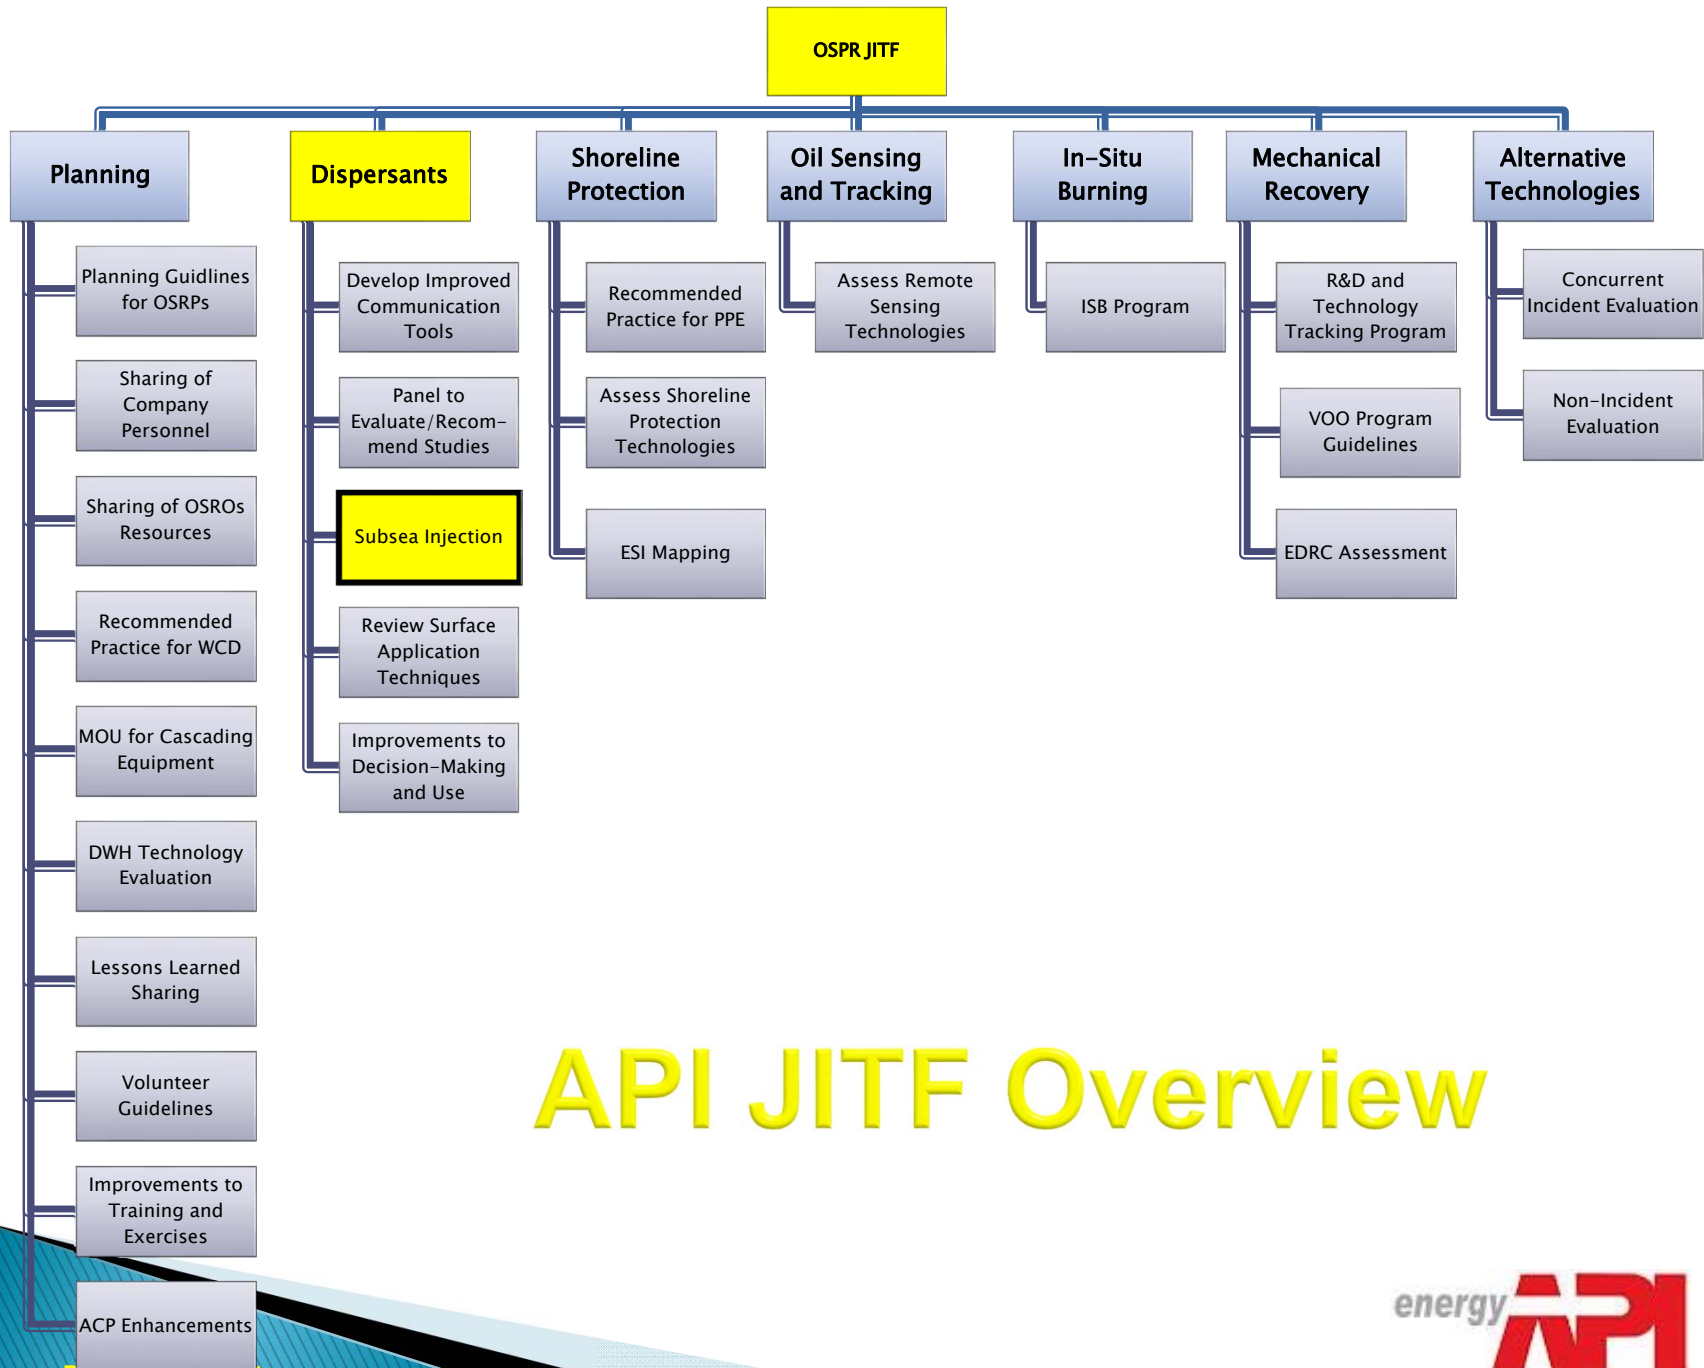 OSPR JITF
Planning
Dispersants
Shoreline
Protection
Oil Sensing
and Tracking
In-Situ
Burning
Mechanical
Recovery
Alternative
Technologies
Planning Guidlines
for OSRPs
Sharing of
Company
Personnel
Sharing of OSROs
Resources
Recommended
Practice for WCD
MOU for Cascading
Equipment
DWH Technology
Evaluation
Lessons Learned
Sharing
Volunteer
Guidelines
Improvements to
Training and
Exercises
ACP Enhancements
Develop Improved
Communication
Tools
Panel to
Evaluate/Recom-
mend Studies
Subsea Injection
Review Surface
Application
Techniques
Improvements to
Decision-Making
and Use
Recommended
Practice for PPE
Assess Shoreline
Protection
Technologies
ESI Mapping
Assess Remote
Sensing
Technologies
ISB Program
R&D and
Technology
Tracking Program
VOO Program
Guidelines
EDRC Assessment
Concurrent
Incident Evaluation
Non-Incident
Evaluation
API JITF Overview
energy API